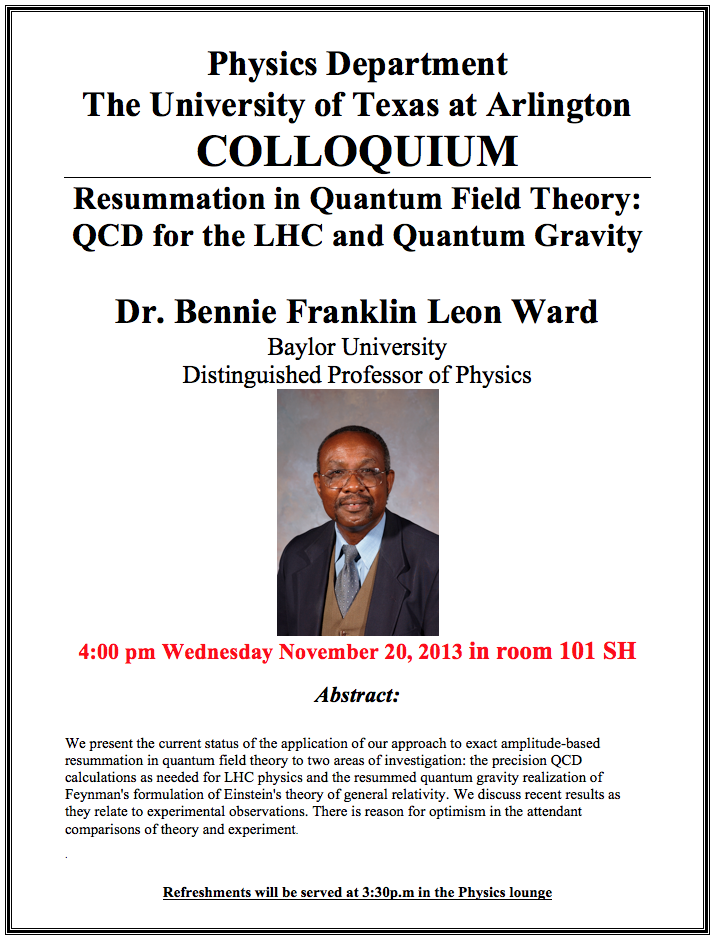 Physics Department
The University of Texas at Arlington
COLLOQUIUM
Resummation in Quantum Field Theory:
QCD for the LHC and Quantum Gravity
Dr. Bennie Franklin Leon Ward
Baylor University
Distinguished Professor of Physics
4:00 pm Wednesday November 20, 2013 in room 101 SH
Abstract:
We present the current status of the application of our approach to exact amplitude-based
resummation in quantum field theory to two areas of investigation: the precision QCD
calculations as needed for LHC physics and the resummed quantum gravity realization of
Feynman's formulation of Einstein's theory of general relativity. We discuss recent results as
they relate to experimental observations. There is reason for optimism in the attendant
comparisons of theory and experiment.
.
Refreshments will be served at 3:30p.m in the Physics lounge